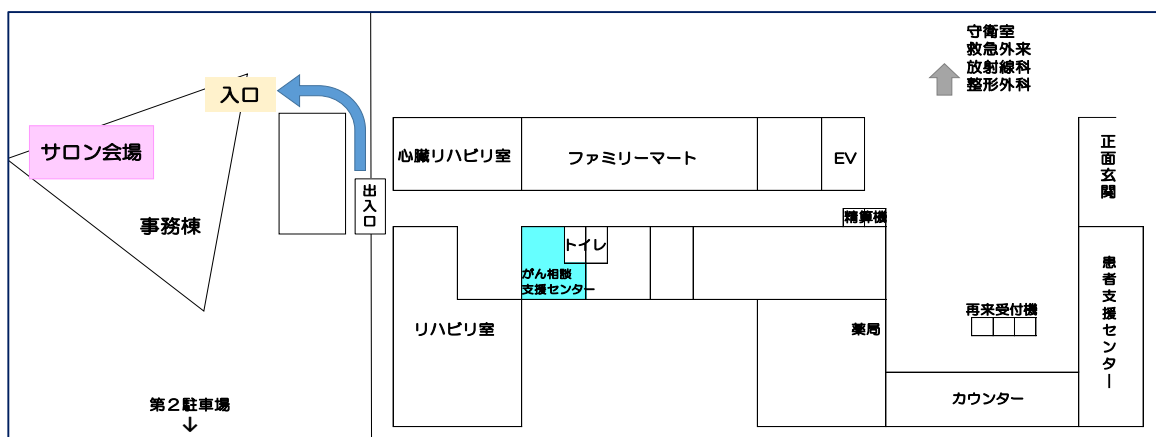 守衛室
救急外来
放射線科
整形外科
入口
サロン会場
心臓リハビリ室
ファミリーマート
EV
正面玄関
出入口
事務棟
精算機
トイレ
がん相談
支援センター
患者支援センター
リハビリ室
薬局
再来受付機
カウンター
第２駐車場
↓